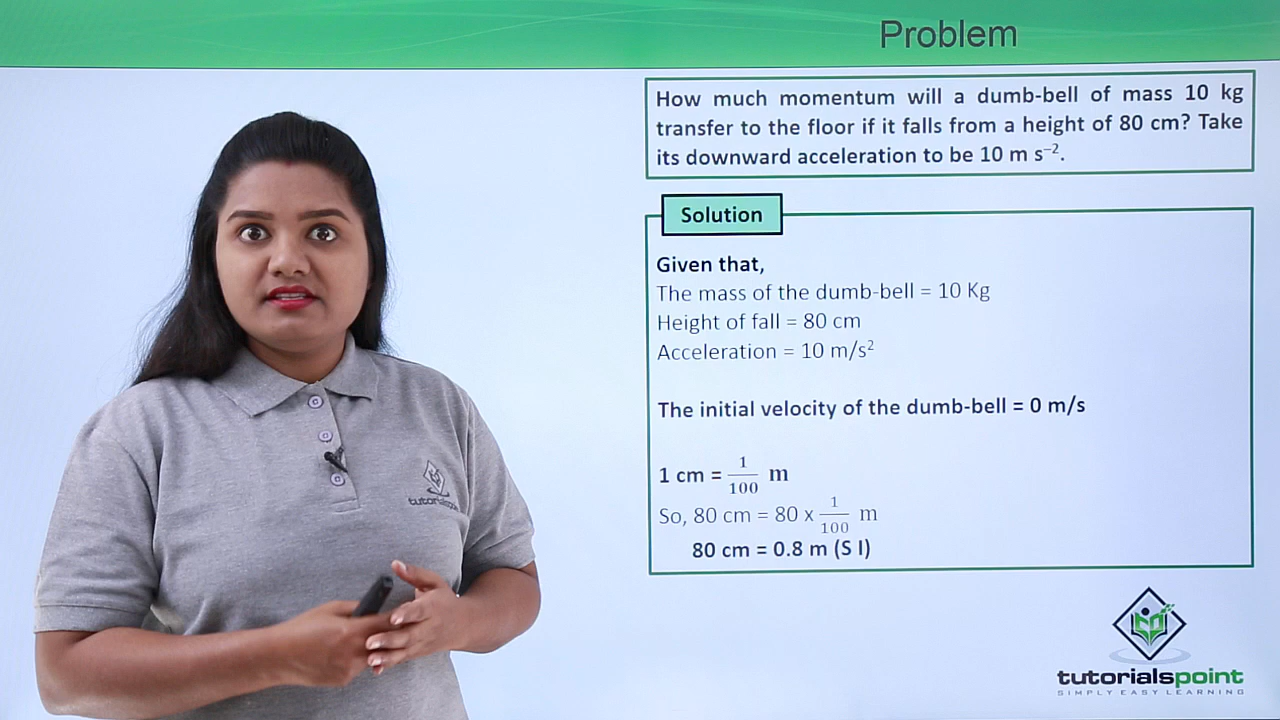 Problem
How much momentum will a dumb-bell of mass 10 kg
transfer to the floor if it falls from a height of 80 cm? Take
its downward acceleration to be 10 m s⁻².
Solution
Given that,
The mass of the dumb-bell = 10 Kg
Height of fall = 80 cm
Acceleration = 10 m/s²
The initial velocity of the dumb-bell = 0 m/s
1 cm = 1/100 m
So, 80 cm = 80 x 1/100 m
80 cm = 0.8 m (S I)
tutorialspoint
tutorialspoint
SIMPLY EASY LEARNING